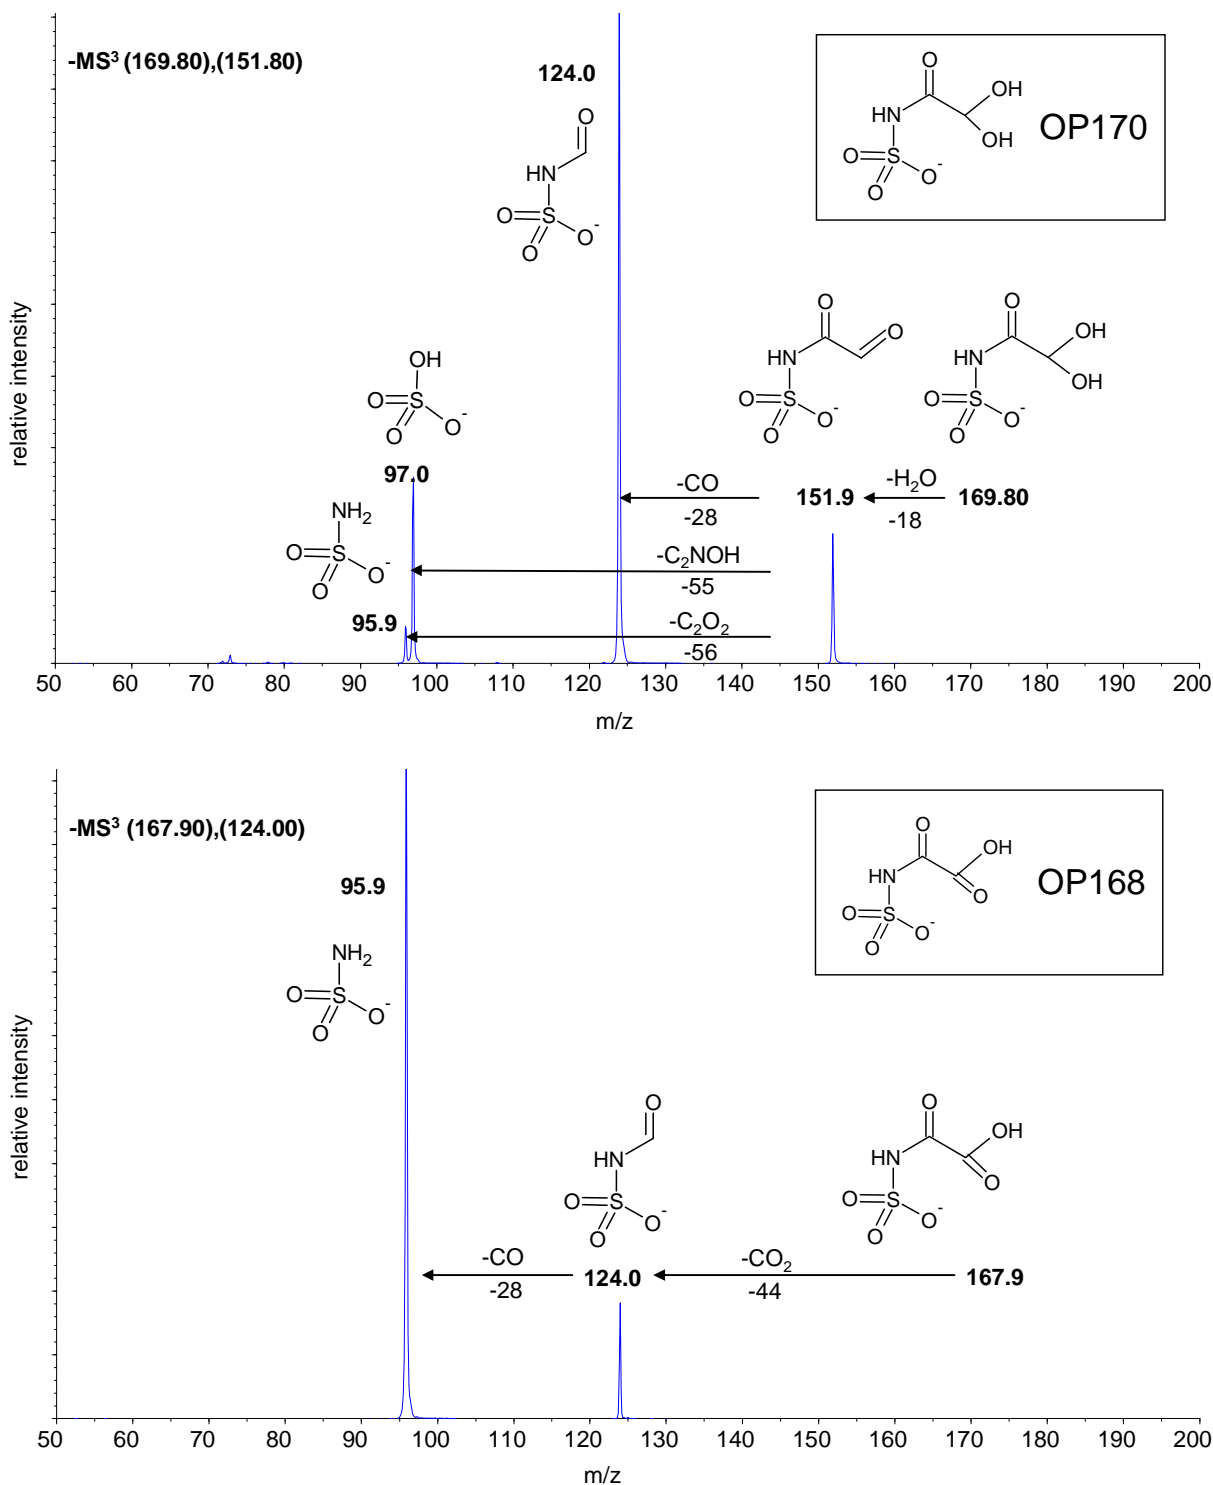 -MS³ (169.80),(151.80)
124.0
O
HN
O
S
O
O⁻
O
OH
HN
OH
O
S
O
O⁻
OP170
relative intensity
OH
O
S
O
O⁻
97.0
NH₂
O
S
O
O⁻
95.9
O
O
HN
O
S
O
O⁻
O
OH
HN
OH
O
S
O
O⁻
-CO
-28
151.9
-H₂O
-18
169.80
-C₂NOH
-55
-C₂O₂
-56
50 60 70 80 90 100 110 120 130 140 150 160 170 180 190 200
m/z
-MS³ (167.90),(124.00)
95.9
NH₂
O
S
O
O⁻
O
OH
HN
O
O
S
O
O⁻
OP168
relative intensity
O
HN
O
S
O
O⁻
O
OH
HN
O
O
S
O
O⁻
-CO
-28
124.0
-CO₂
-44
167.9
50 60 70 80 90 100 110 120 130 140 150 160 170 180 190 200
m/z